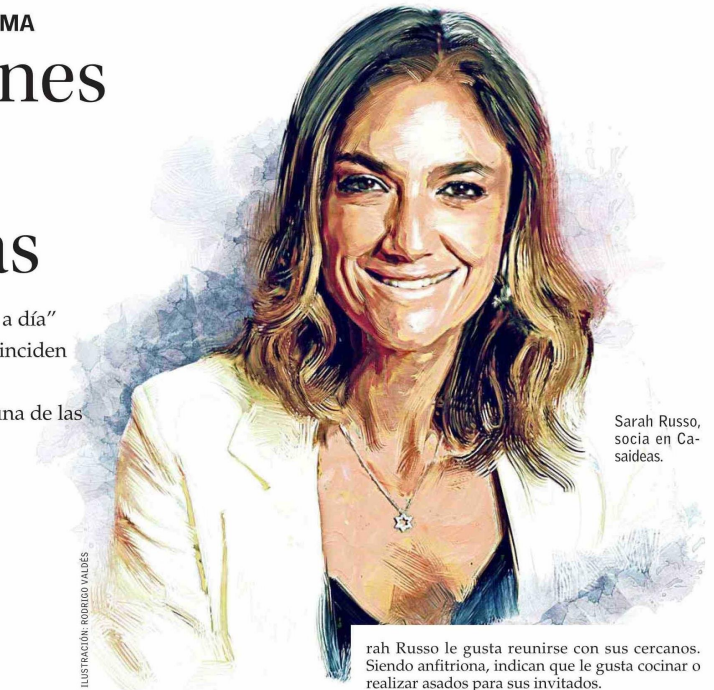 MA
nes
as
a día”
inciden
una de las
Sarah Russo,
socia en Ca-
saideas.
ILUSTRACIÓN: RODRIGO VALDÉS
rah Russo le gusta reunirse con sus cercanos.
Siendo anfitriona, indican que le gusta cocinar o
realizar asados para sus invitados.